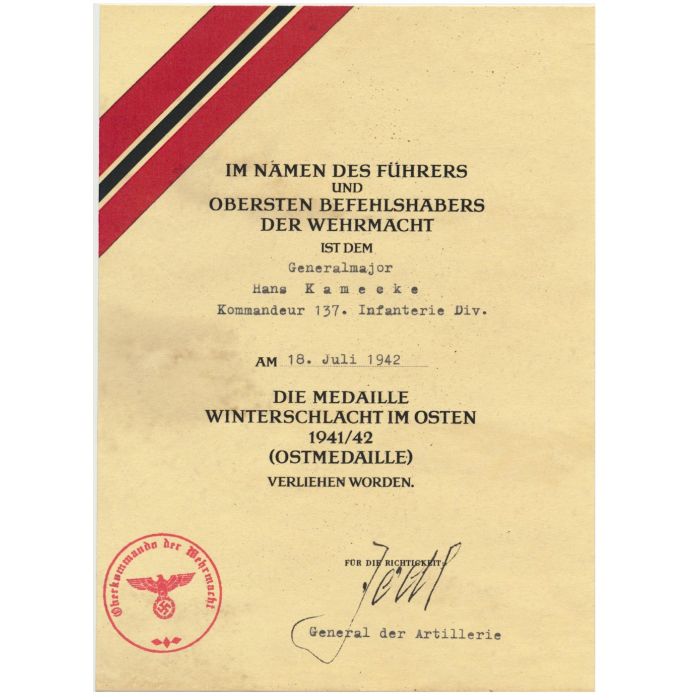 IM NAMEN DES FÜHRERS
UND
OBERSTEN BEFEHLSHABERS
DER WEHRMACHT
IST DEM
Generalmajor
Hans Kamecke
Kommandeur 137. Infanterie Div.
AM 18. Juli 1942
DIE MEDAILLE
WINTERSCHLACHT IM OSTEN
1941/42
(OSTMEDAILLE)
VERLIEHEN WORDEN.
Oberkommando der Wehrmacht
FÜR DIE RICHTIGKEIT:
Jodl
General der Artillerie